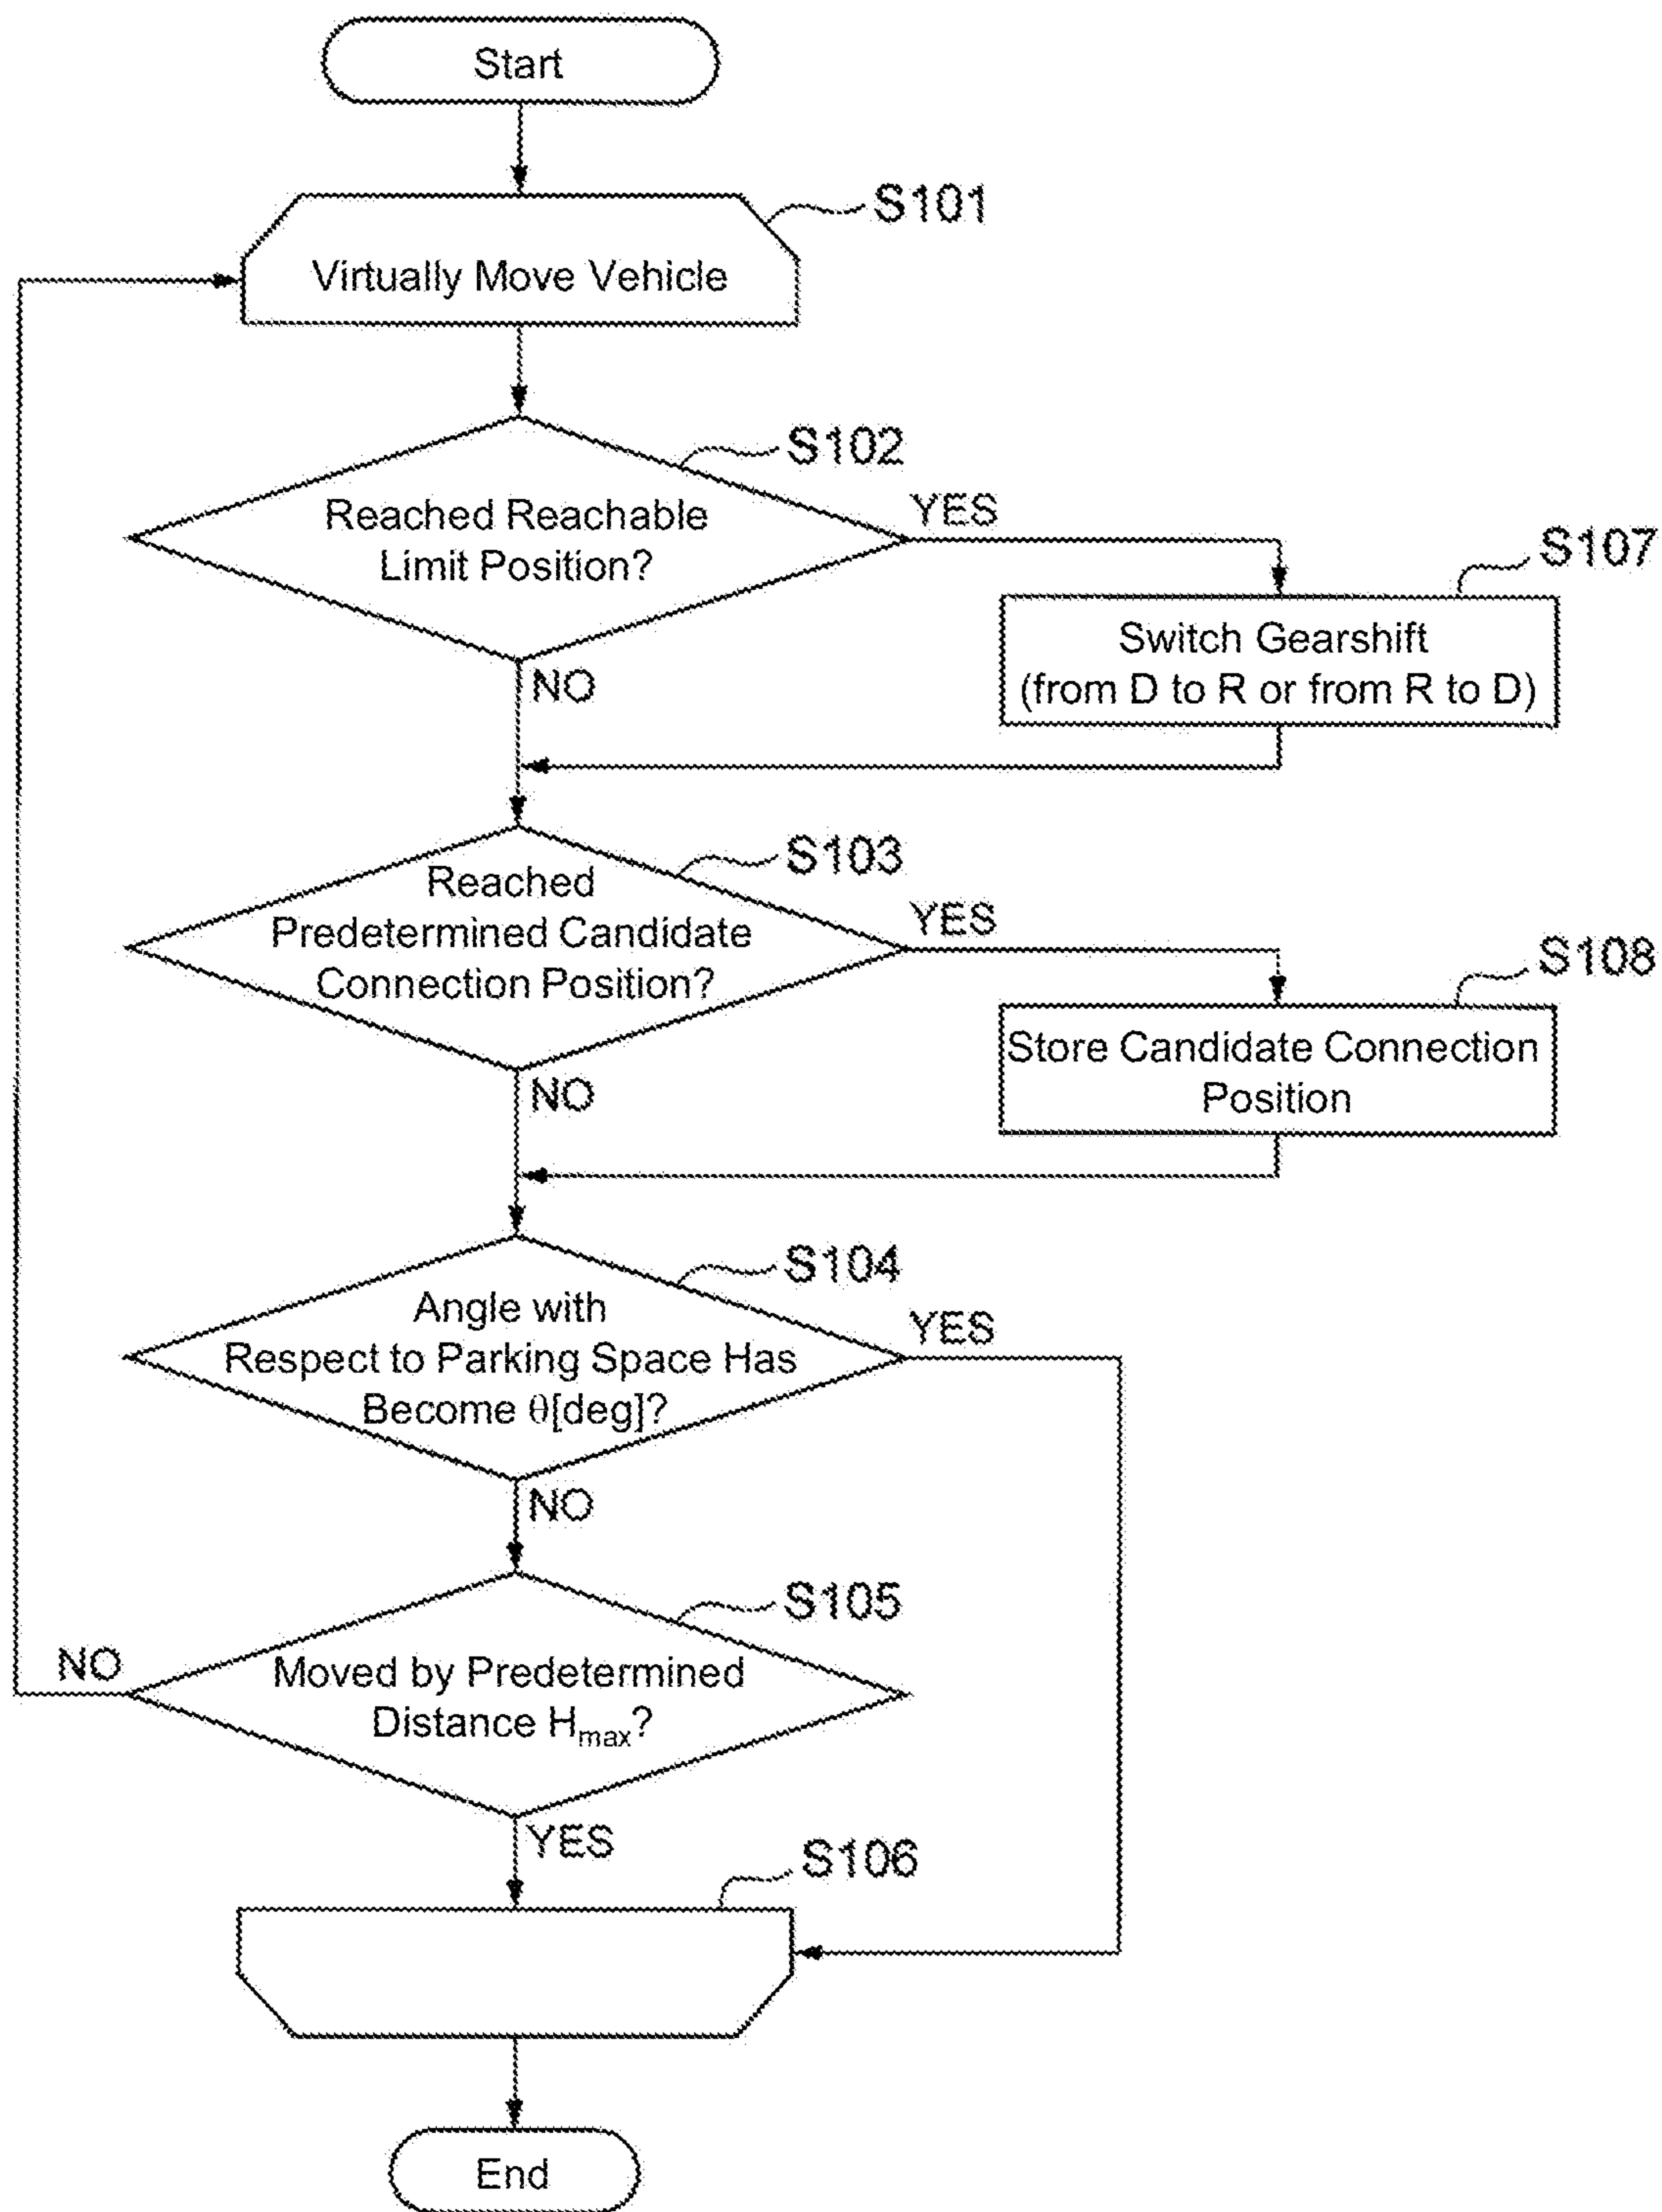 Start
S101
Virtually Move Vehicle
S102
Reached Reachable
Limit Position?
YES
S107
Switch Gearshift
(from D to R or from R to D)
NO
S103
Reached
Predetermined Candidate
Connection Position?
YES
S108
Store Candidate Connection
Position
NO
S104
Angle with
Respect to Parking Space Has
Become θ[deg]?
YES
NO
S105
Moved by Predetermined
Distance Hmax?
NO
YES
S106
End